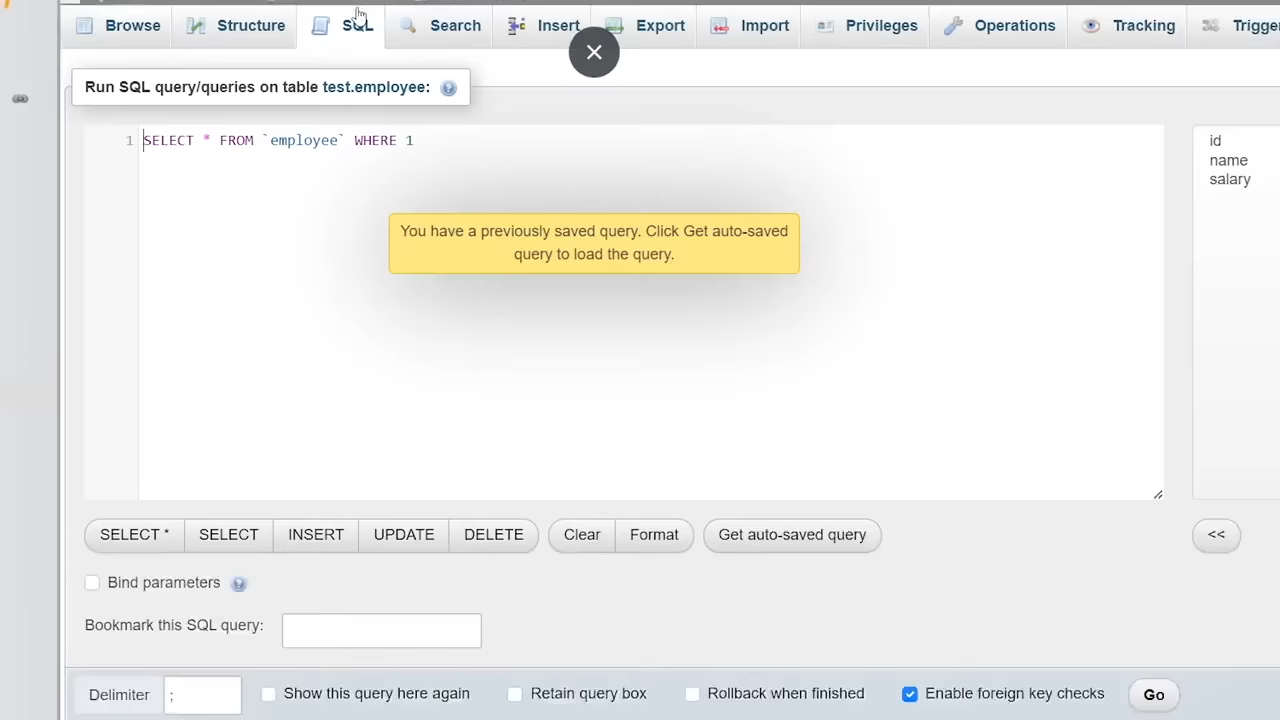 Browse Structure SQL Search Insert Export Import Privileges Operations Tracking
Run SQL query/queries on table test.employee:
1 SELECT * FROM `employee` WHERE 1
id
name
salary
You have a previously saved query. Click Get auto-saved
query to load the query.
SELECT * SELECT INSERT UPDATE DELETE Clear Format Get auto-saved query <<
Bind parameters
Bookmark this SQL query:
Delimiter ; Show this query here again Retain query box Rollback when finished Enable foreign key checks Go